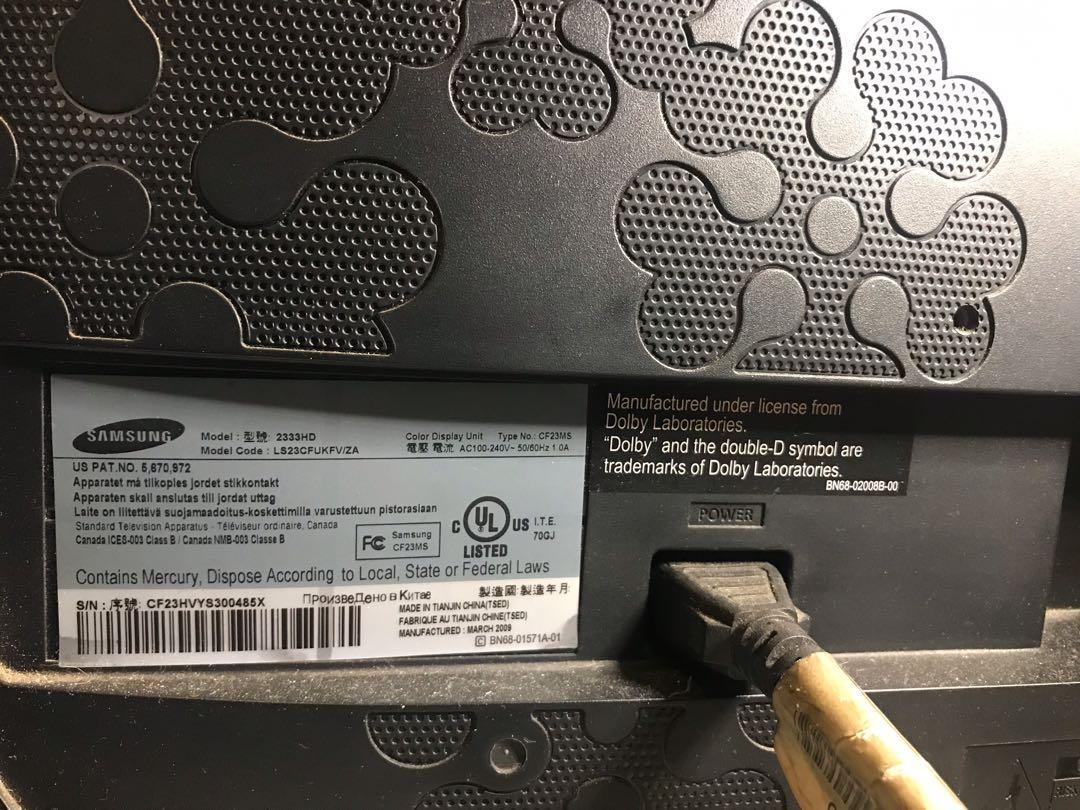 SAMSUNG
Model : 型號: 2333HD
Model Code : LS23CFUKFV/ZA
Color Display Unit Type No.: CF23MS
電壓 電流 AC100-240V~ 50/60Hz 1.0A
US PAT.NO. 5,870,972
Apparatet må tilkoples jordet stikkontakt
Apparaten skall anslutas till jordat uttag
Laite on liitettävä suojamaadoitus-koskettimilla varustettuun pistorasiaan
Standard Television Apparatus - Téléviseur ordinaire, Canada
Canada ICES-003 Class B / Canada NMB-003 Classe B
FC Samsung
CF23MS
C UL US I.T.E.
70GJ
LISTED
Contains Mercury, Dispose According to Local, State or Federal Laws
S/N : 序號: CF23HVYS300485X
Произведено в Китае
製造國:製造年月:
MADE IN TIANJIN CHINA(TSED)
FABRIQUE AU TIANJIN CHINE(TSED)
MANUFACTURED : MARCH 2009
BN68-01571A-01
Manufactured under license from
Dolby Laboratories.
“Dolby” and the double-D symbol are
trademarks of Dolby Laboratories.
BN68-02008B-00
POWER